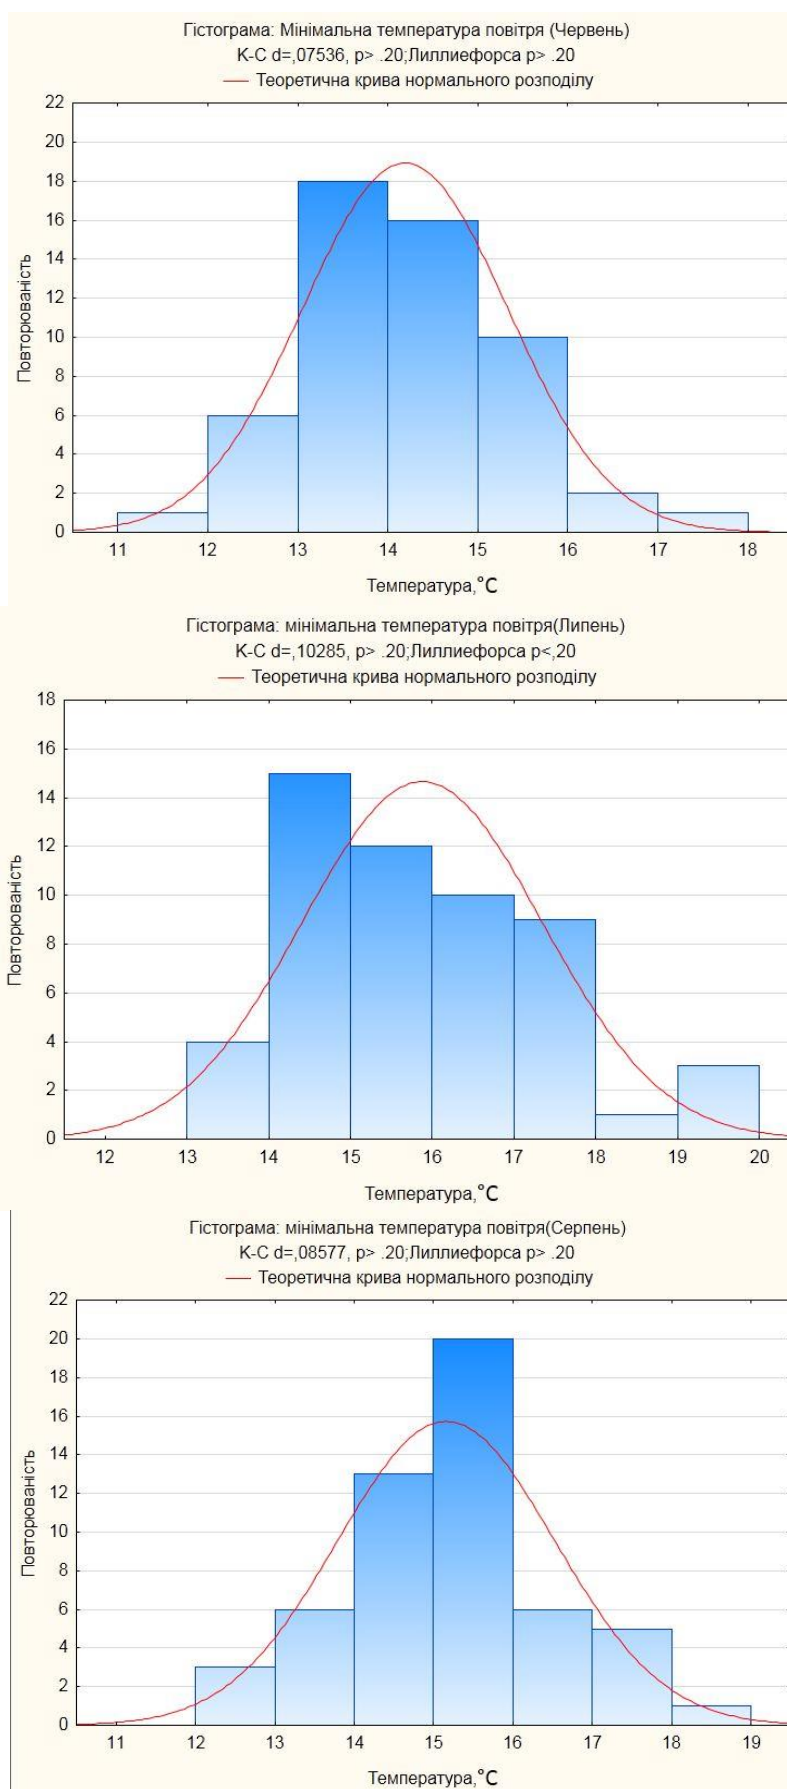 Гістограма: Мінімальна температура повітря (Червень)
К-С d=,07536, p> .20;Лиллиефорса p> .20
Теоретична крива нормального розподілу
22
20
18
16
14
12
10
8
6
4
2
0
Повторюваність
11 12 13 14 15 16 17 18
Температура,°С
Гістограма: мінімальна температура повітря(Липень)
К-С d=,10285, p> .20;Лиллиефорса p<,20
Теоретична крива нормального розподілу
18
16
14
12
10
8
6
4
2
0
Повторюваність
12 13 14 15 16 17 18 19 20
Температура,°С
Гістограма: мінімальна температура повітря(Серпень)
К-С d=,08577, p> .20;Лиллиефорса p> .20
Теоретична крива нормального розподілу
22
20
18
16
14
12
10
8
6
4
2
0
Повторюваність
11 12 13 14 15 16 17 18 19
Температура,°С